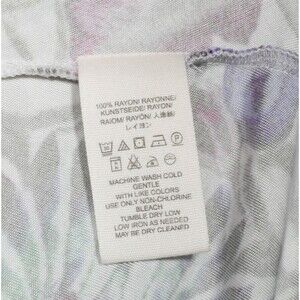 100% RAYON/ RAYONNE/
KUNSTSEIDE/ RAYON/
RAIOM/ RAYON/ 人造絲/
レイヨン
MACHINE WASH COLD
GENTLE
WITH LIKE COLORS
USE ONLY NON-CHLORINE
BLEACH
TUMBLE DRY LOW
LOW IRON AS NEEDED
MAY BE DRY CLEANED